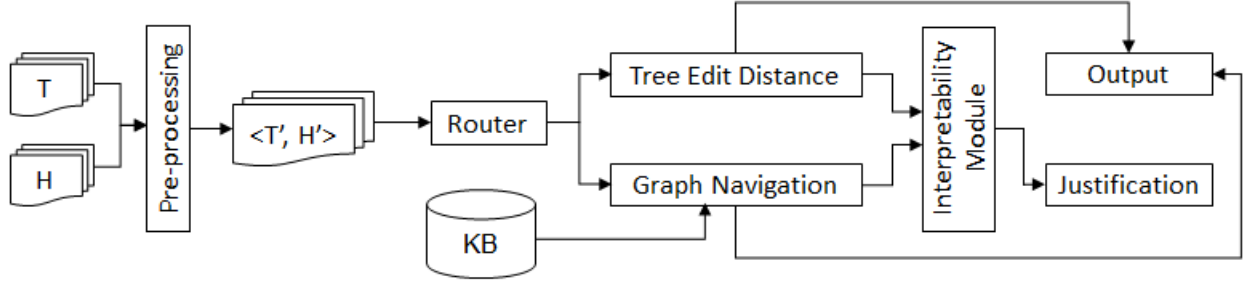 T
H
Pre-processing
<T’, H’>
Router
KB
Tree Edit Distance
Graph Navigation
Interpretability
Module
Output
Justification